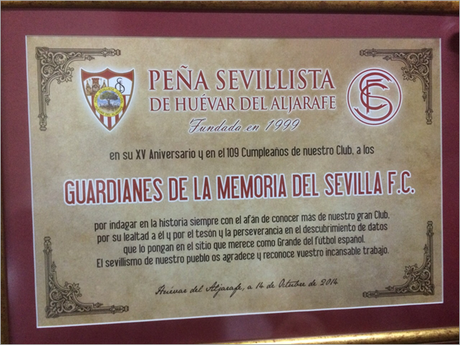 PEÑA SEVILLISTA
DE HUÉVAR DEL ALJARAFE
Fundada en 1999
en su XV Aniversario y en el 109 Cumpleaños de nuestro Club, a los
GUARDIANES DE LA MEMORIA DEL SEVILLA F.C.
por indagar en la historia siempre con el afán de conocer más de nuestro gran Club,
por su lealtad a él y por el tesón y la perseverancia en el descubrimiento de datos
que lo pongan en el sitio que merece como Grande del fútbol español.
El sevillismo de nuestro pueblo os agradece y reconoce vuestro incansable trabajo.
Huévar del Aljarafe, a 14 de Octubre de 2014